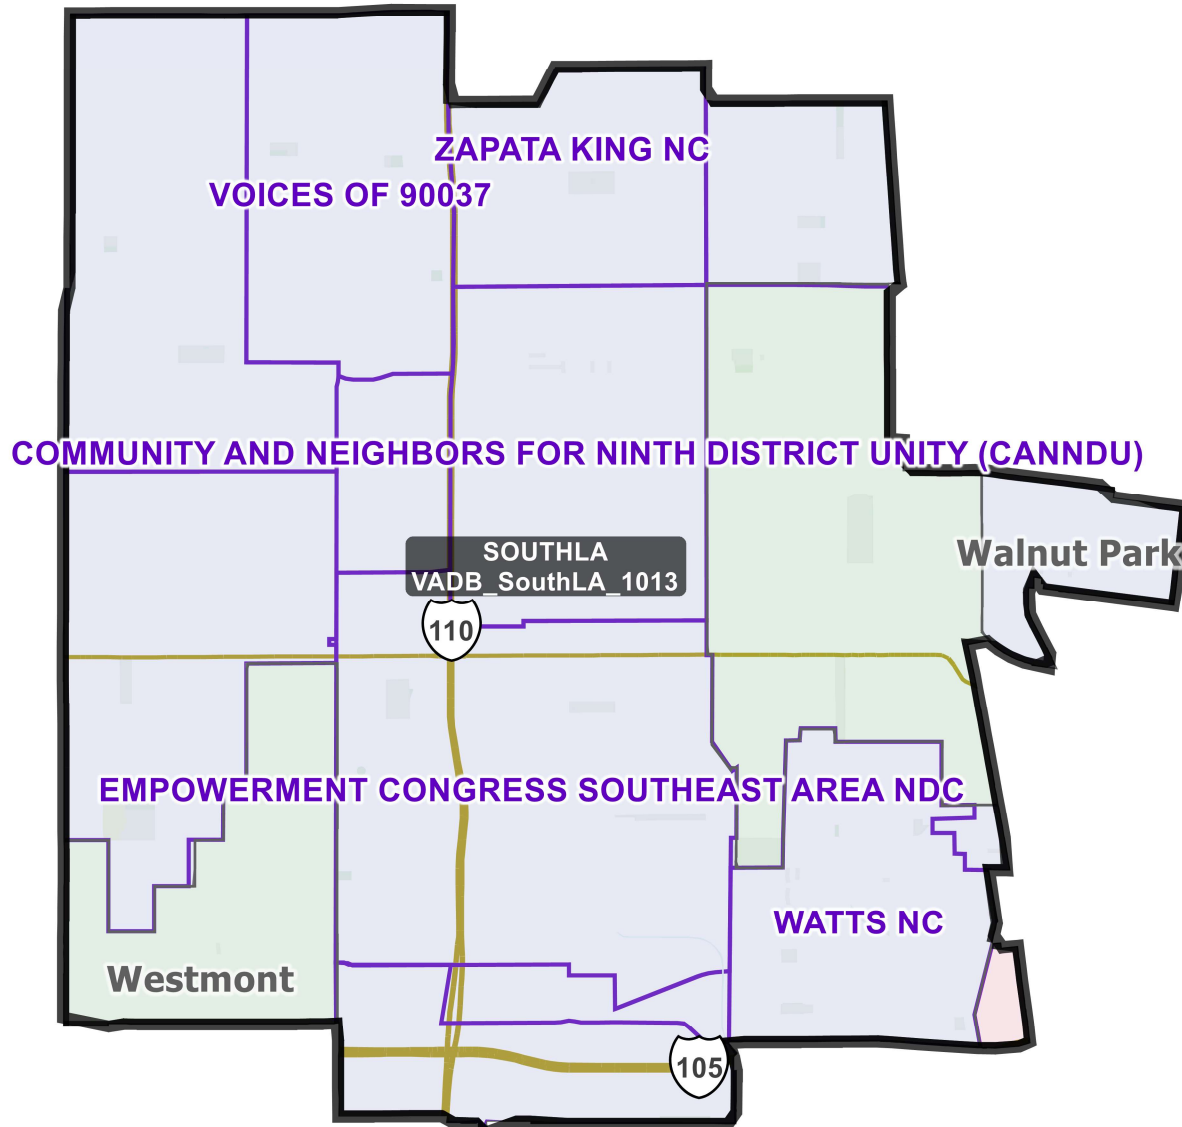 ZAPATA KING NC
VOICES OF 90037
COMMUNITY AND NEIGHBORS FOR NINTH DISTRICT UNITY (CANNDU)
SOUTHLA
VADB_SouthLA_1013
Walnut Park
110
EMPOWERMENT CONGRESS SOUTHEAST AREA NDC
WATTS NC
Westmont
105